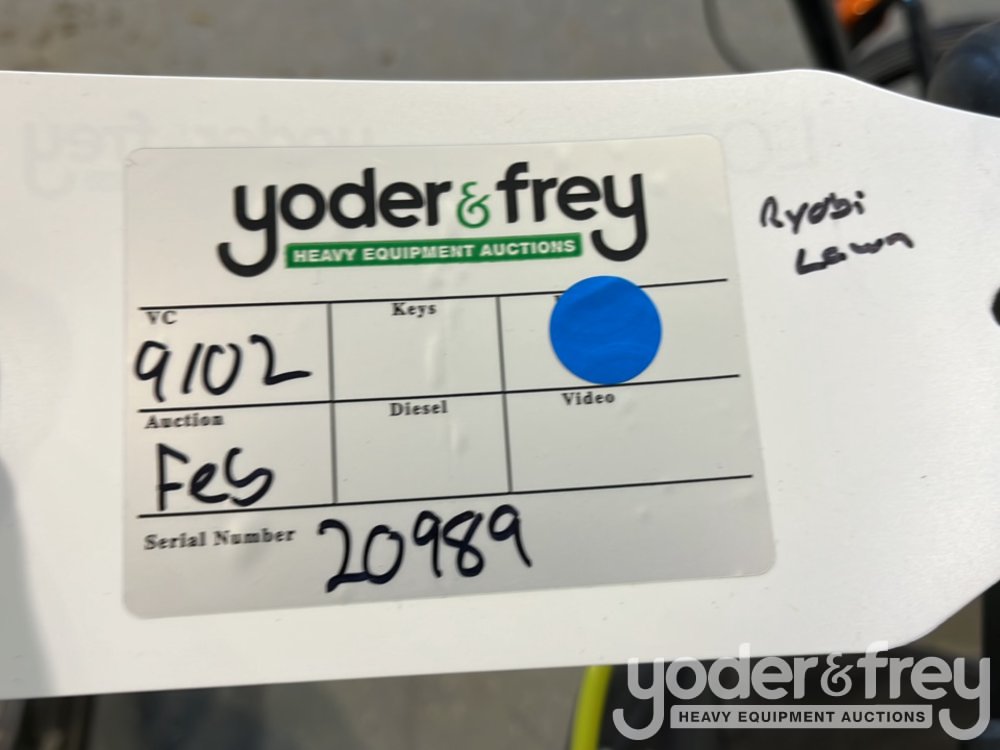 yoder & frey
HEAVY EQUIPMENT AUCTIONS
Ryobi
Lawn
VC
Keys
9102
Auction
Diesel
Video
Feb
Serial Number 20989
yoder & frey
HEAVY EQUIPMENT AUCTIONS